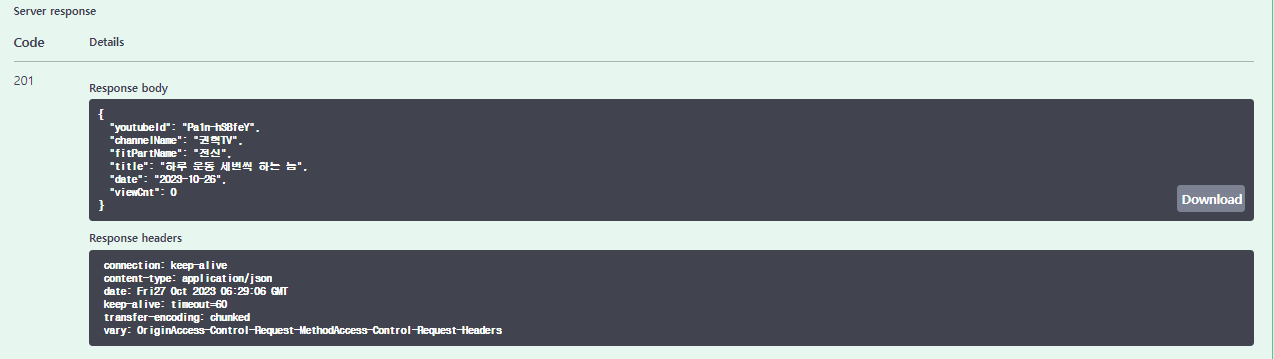 Server response
Code Details
201
Response body
{
"youtubeId": "Pa1n-hSBfeY",
"channelName": "권혁TV",
"fitPartName": "전신",
"title": "하루 운동 세번씩 하는 놈",
"date": "2023-10-26",
"viewCnt": 0
}
Download
Response headers
connection: keep-alive
content-type: application/json
date: Fri27 Oct 2023 06:29:06 GMT
keep-alive: timeout=60
transfer-encoding: chunked
vary: OriginAccess-Control-Request-MethodAccess-Control-Request-Headers